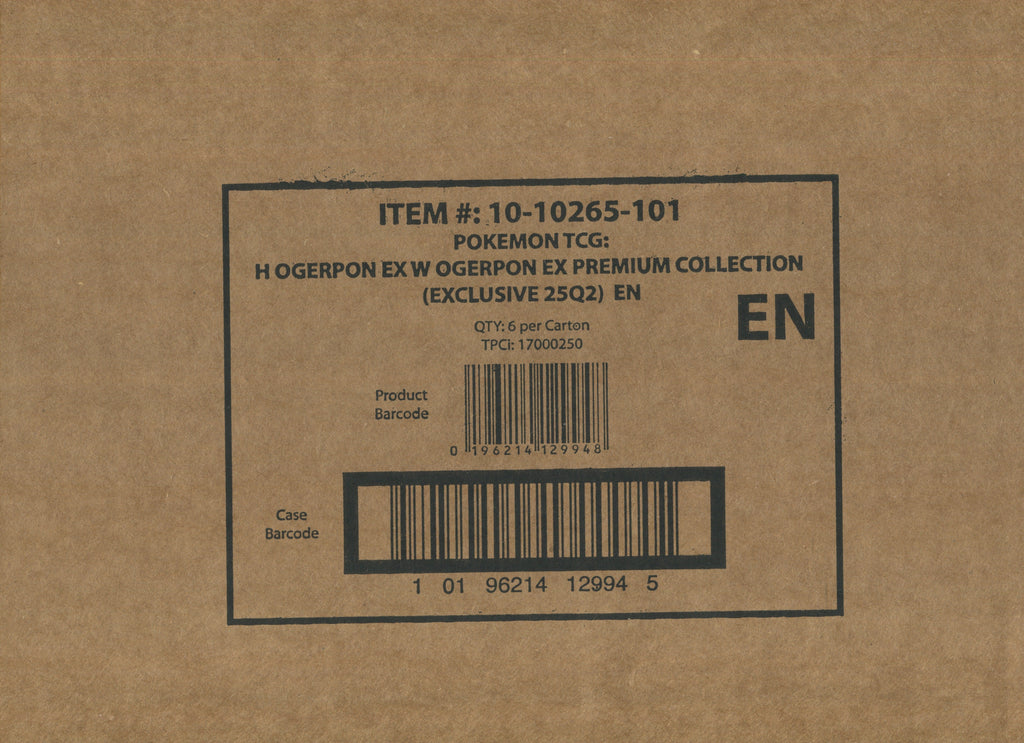 ITEM #: 10-10265-101
POKEMON TCG:
H OGERPON EX W OGERPON EX PREMIUM COLLECTION
(EXCLUSIVE 25Q2) EN
EN
QTY: 6 per Carton
TPCi: 17000250
Product
Barcode
0 196214 129948
Case
Barcode
1 01 96214 12994 5